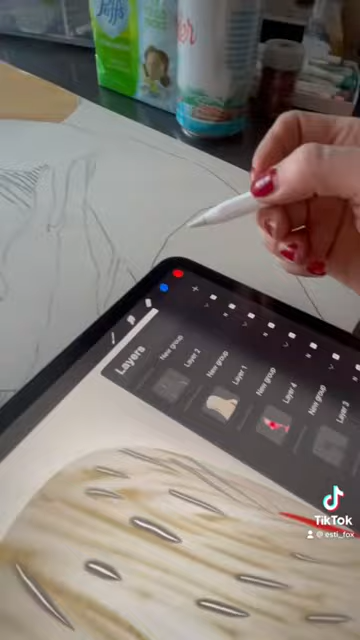 Puffs
Layers
New group
Layer 2
New group
Layer 1
New group
Layer 4
New group
Layer 3
TikTok
@esti_fox